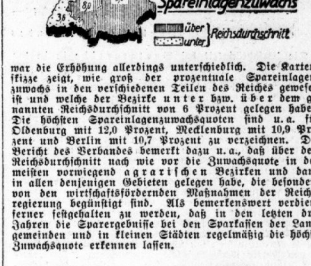 38
Spareinlagenzuwachs
über
unter
Reichsdurchschnitt
war die Erhöhung allerdings unterschiedlich. Die Karten
skizze zeigt, wie groß der prozentuale Spareinlagen
zuwachs in den verschiedenen Teilen des Reiches gewese
ist und welche der Bezirke unter bzw. über dem g
nannten Reichsdurchschnitt von 6 Prozent gelegen habe
Die höchsten Spareinlagenzuwachsquoten sind u. a. f
Oldenburg mit 12,0 Prozent, Mecklenburg mit 10,9 Pr
zent und Berlin mit 10,7 Prozent zu verzeichnen. D
Bericht des Verbandes bemerkt dazu u. a., daß über de
Reichsdurchschnitt nach wie vor die Zuwachsquote in de
meisten vorwiegend agrarischen Bezirken und dan
in allen denjenigen Gebieten gelegen habe, die besonder
von den wirtschaftsfördernden Maßnahmen der Reich
regierung begünstigt sind. Als bemerkenswert verdien
ferner festgehalten zu werden, daß in den letzten dr
Jahren die Sparergebnisse bei den Sparkassen der Lan
gemeinden und in kleinen Städten regelmäßig die höchs
Zuwachsquote erkennen lassen.